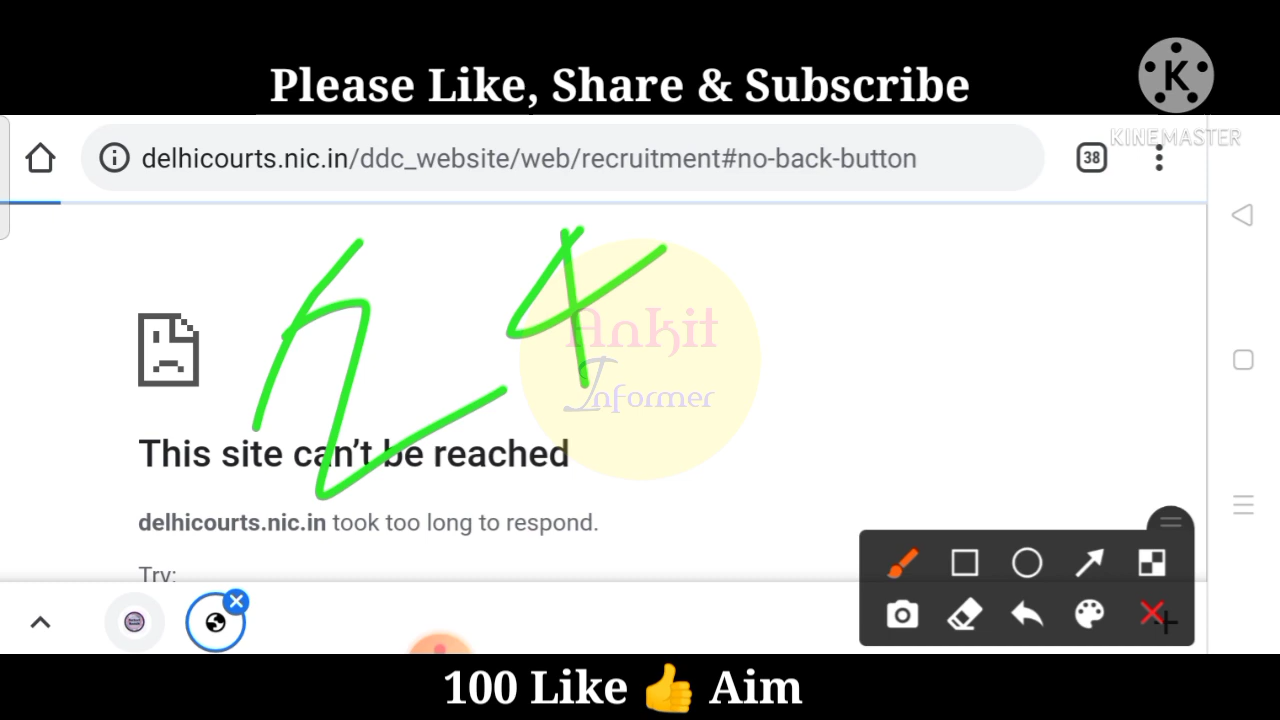 Please Like, Share & Subscribe
K
KINEMASTER
delhicourts.nic.in/ddc_website/web/recruitment#no-back-button
38
24
Ankit
Informer
This site can’t be reached
delhicourts.nic.in took too long to respond.
Try:
100 Like 👍 Aim